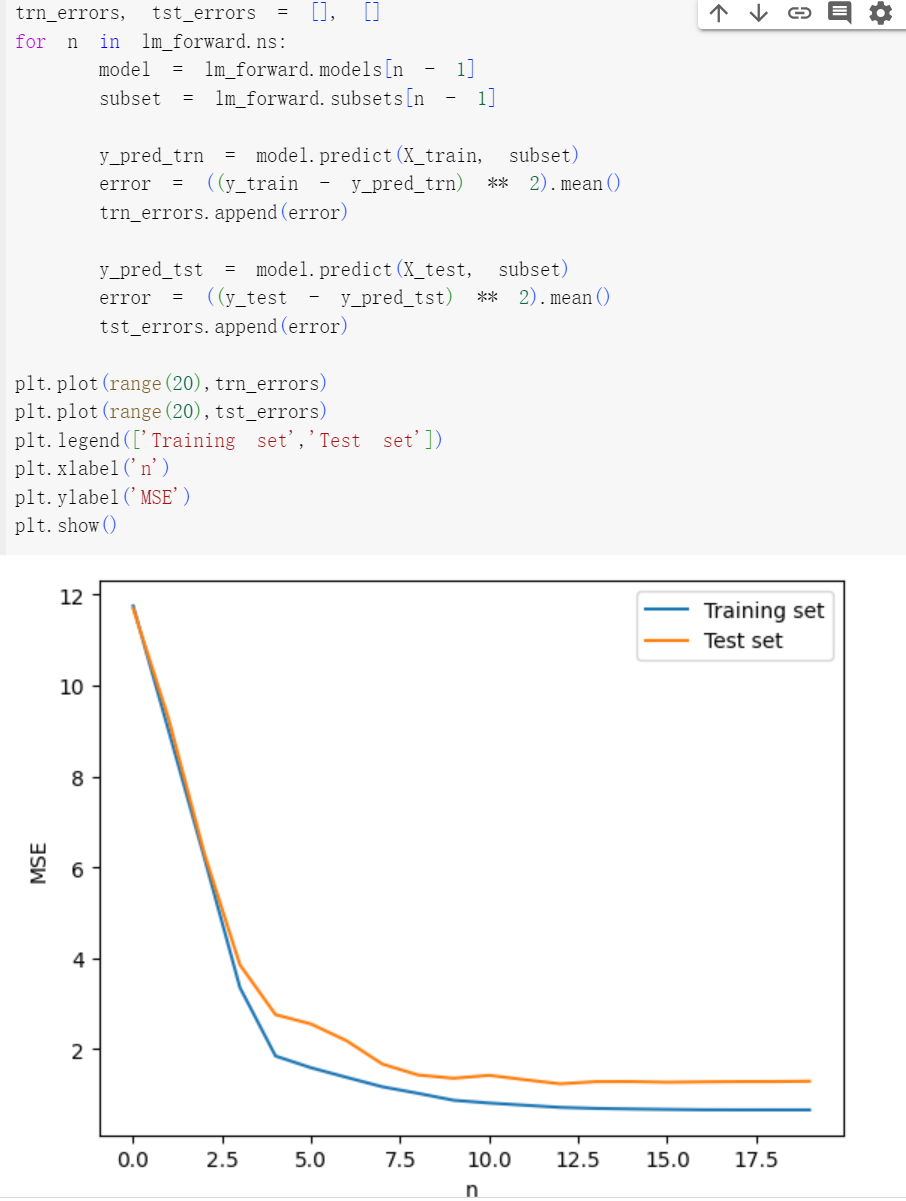 trn_errors, tst_errors = [], []
for n in lm_forward.ns:
model = lm_forward.models[n - 1]
subset = lm_forward.subsets[n - 1]
y_pred_trn = model.predict(X_train, subset)
error = ((y_train - y_pred_trn) ** 2).mean()
trn_errors.append(error)
y_pred_tst = model.predict(X_test, subset)
error = ((y_test - y_pred_tst) ** 2).mean()
tst_errors.append(error)
plt.plot(range(20),trn_errors)
plt.plot(range(20),tst_errors)
plt.legend(['Training set','Test set'])
plt.xlabel('n')
plt.ylabel('MSE')
plt.show()
Training set
Test set
12
10
8
6
4
2
MSE
0.0 2.5 5.0 7.5 10.0 12.5 15.0 17.5
n